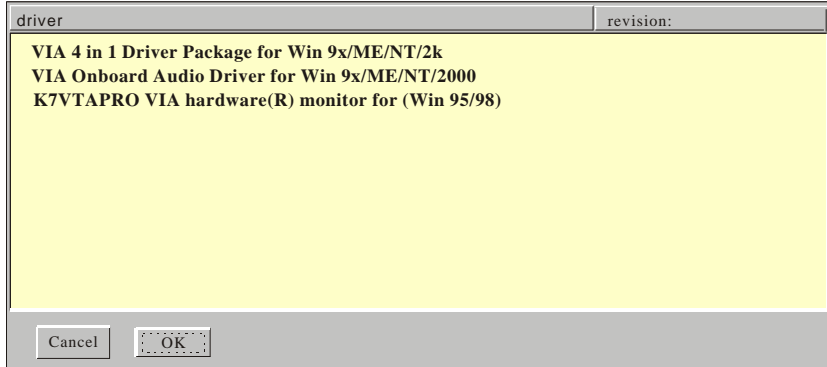 driver revision:
VIA 4 in 1 Driver Package for Win 9x/ME/NT/2k
VIA Onboard Audio Driver for Win 9x/ME/NT/2000
K7VTAPRO VIA hardware(R) monitor for (Win 95/98)
Cancel OK